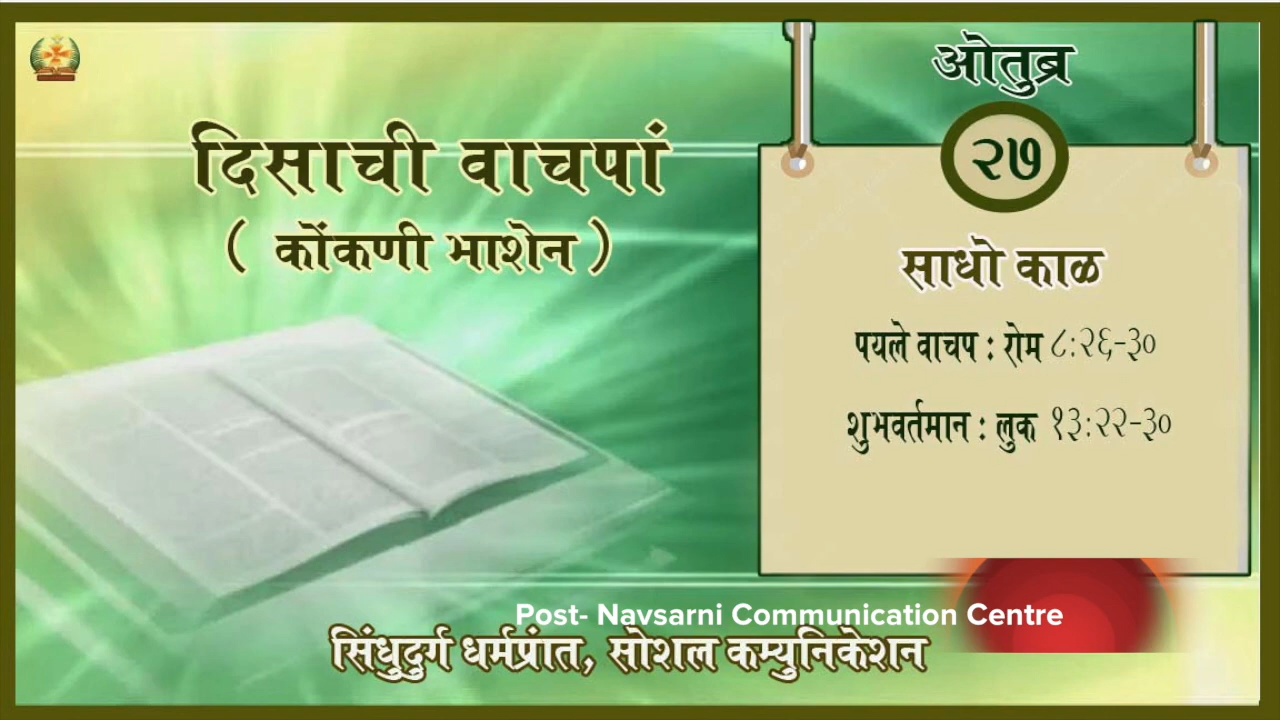 दिसाची वाचपां
( कोंकणी भाशेन )
ओतुब्र
२७
साधो काळ
पयले वाचप : रोम ८:२६-३०
शुभवर्तमान : लुक १३:२२-३०
Post- Navsarni Communication Centre
सिंधुदुर्ग धर्मप्रांत, सोशल कम्युनिकेशन